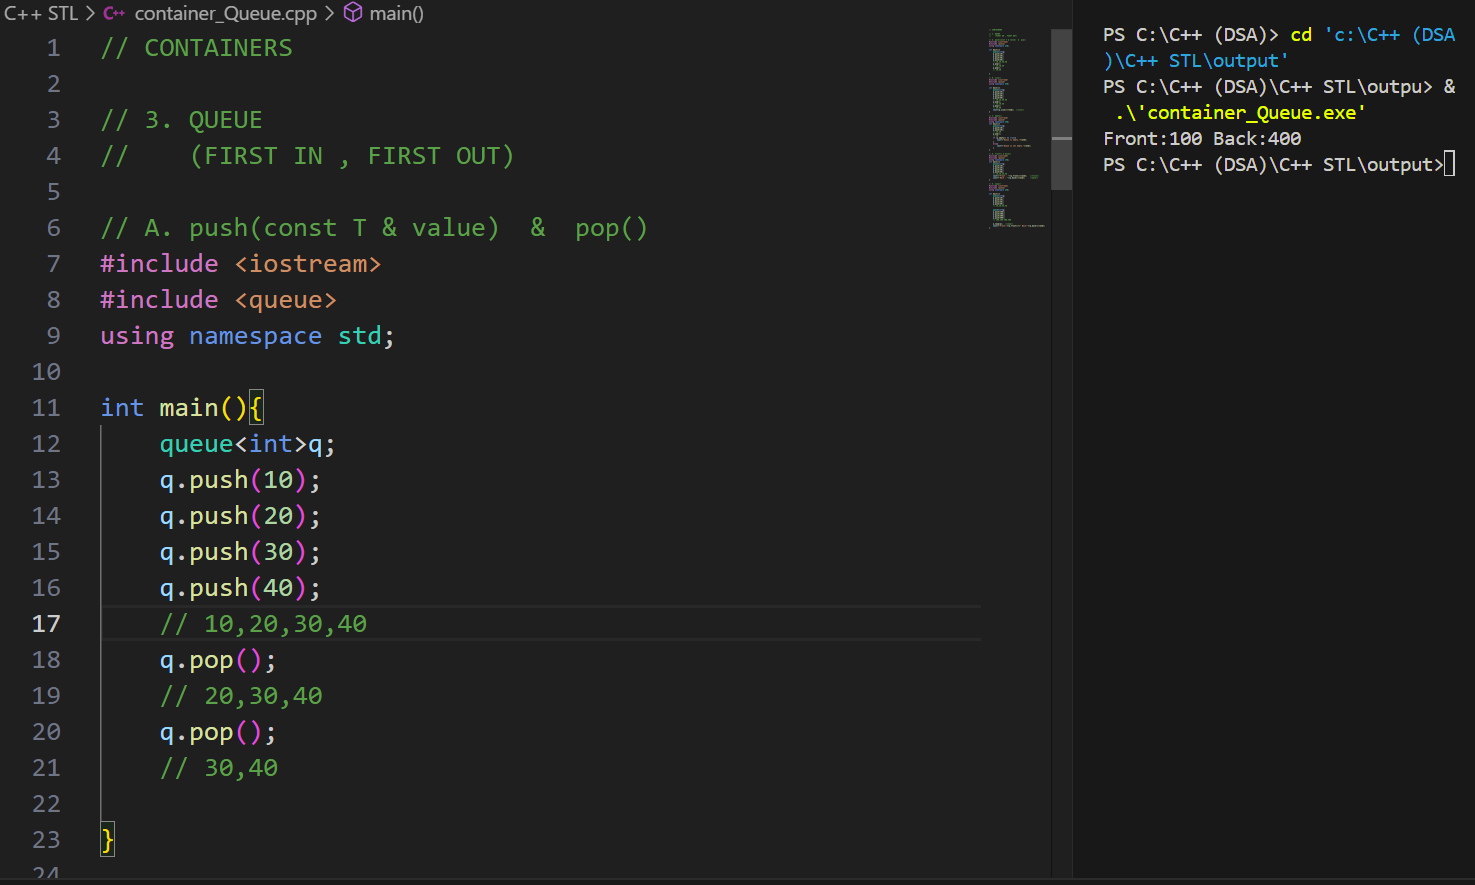 C++ STL > C++ container_Queue.cpp > main()
1 // CONTAINERS
2
3 // 3. QUEUE
4 //    (FIRST IN , FIRST OUT)
5
6 // A. push(const T & value)  &  pop()
7 #include <iostream>
8 #include <queue>
9 using namespace std;
10
11 int main(){
12     queue<int>q;
13     q.push(10);
14     q.push(20);
15     q.push(30);
16     q.push(40);
17     // 10,20,30,40
18     q.pop();
19     // 20,30,40
20     q.pop();
21     // 30,40
22
23 }
24
PS C:\C++ (DSA)> cd 'c:\C++ (DSA
)\C++ STL\output'
PS C:\C++ (DSA)\C++ STL\outpu> &
 .\'container_Queue.exe'
Front:100 Back:400
PS C:\C++ (DSA)\C++ STL\output>